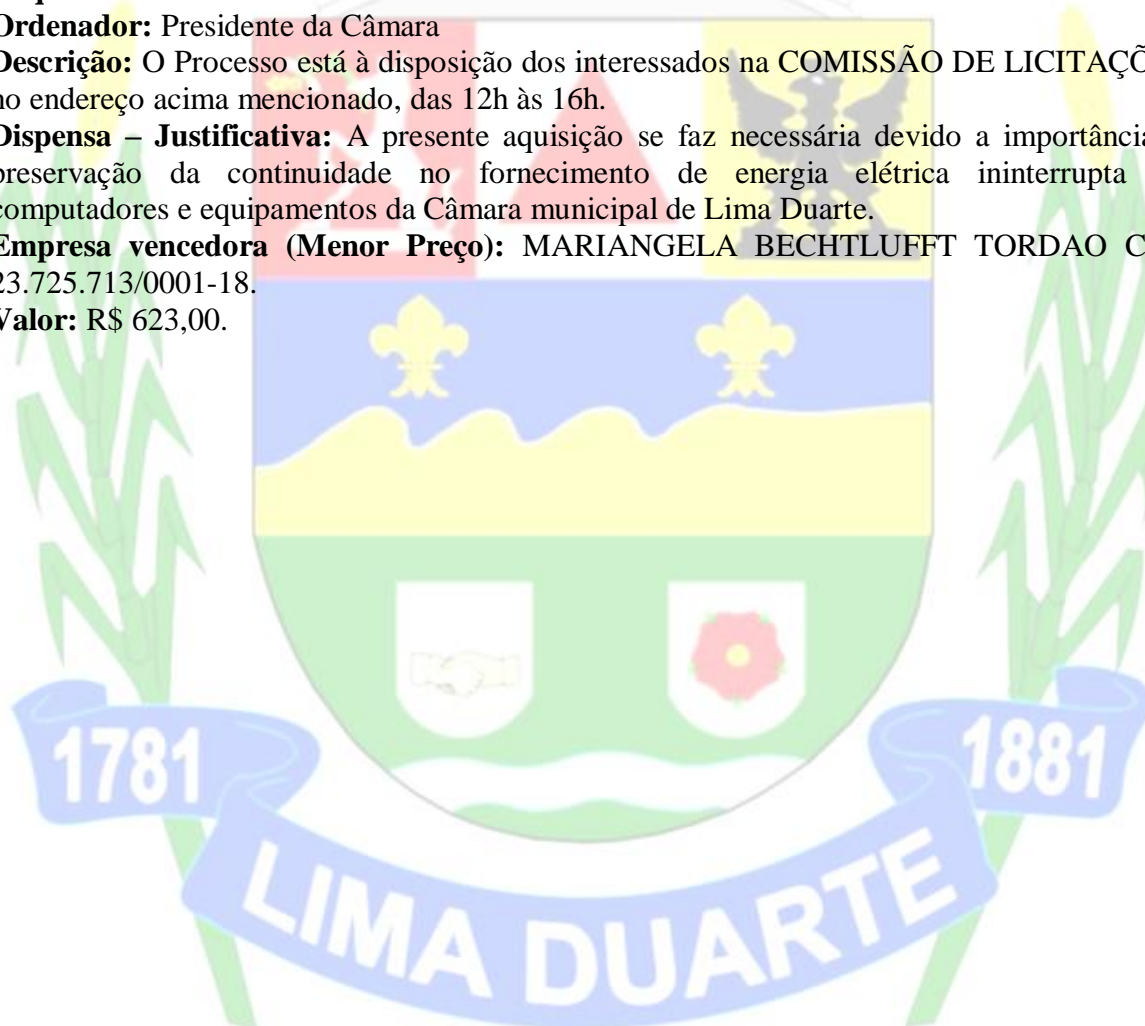 Ordenador: Presidente da Câmara
Descrição: O Processo está à disposição dos interessados na COMISSÃO DE LICITAÇÕ
no endereço acima mencionado, das 12h às 16h.
Dispensa – Justificativa: A presente aquisição se faz necessária devido a importância
preservação da continuidade no fornecimento de energia elétrica ininterrupta
computadores e equipamentos da Câmara municipal de Lima Duarte.
Empresa vencedora (Menor Preço): MARIANGELA BECHTLUFFT TORDAO C
23.725.713/0001-18.
Valor: R$ 623,00.
1781
1881
LIMA DUARTE